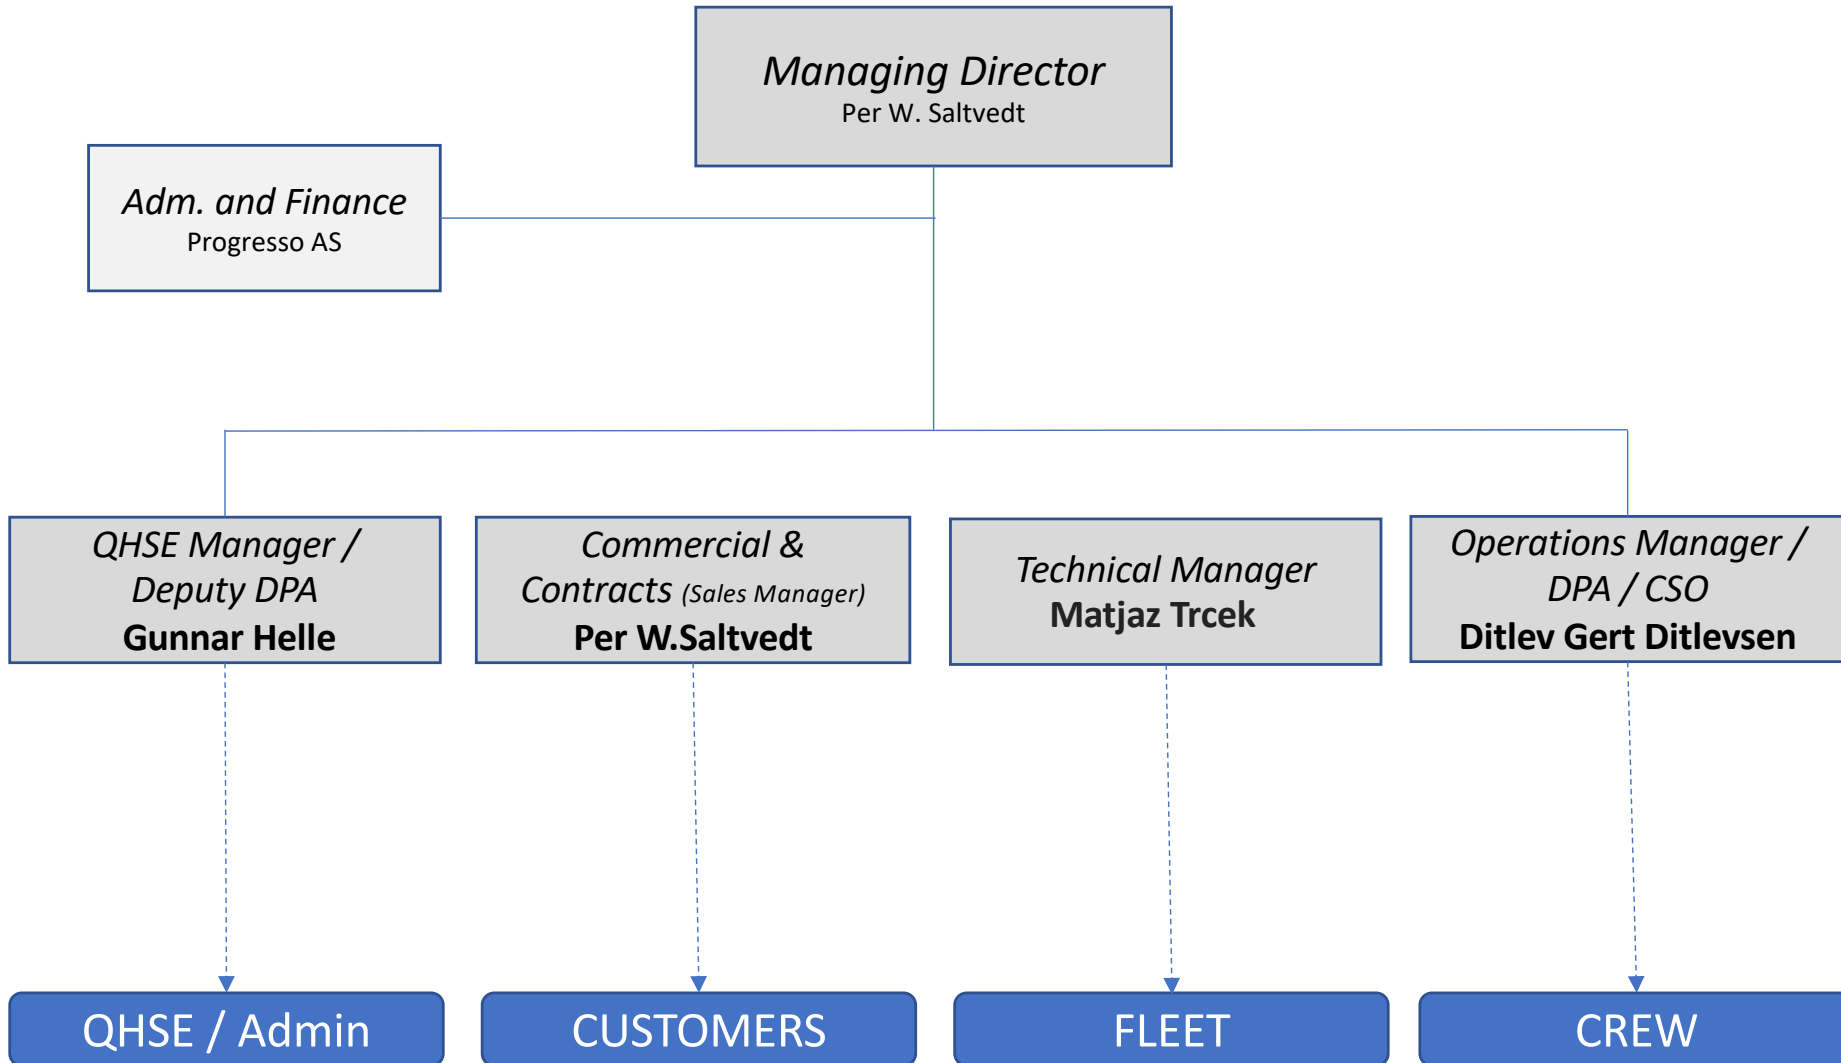 Managing Director
Per W. Saltvedt
Adm. and Finance
Progresso AS
QHSE Manager /
Deputy DPA
Gunnar Helle
Commercial &
Contracts (Sales Manager)
Per W.Saltvedt
Technical Manager
Matjaz Trcek
Operations Manager /
DPA / CSO
Ditlev Gert Ditlevsen
QHSE / Admin
CUSTOMERS
FLEET
CREW